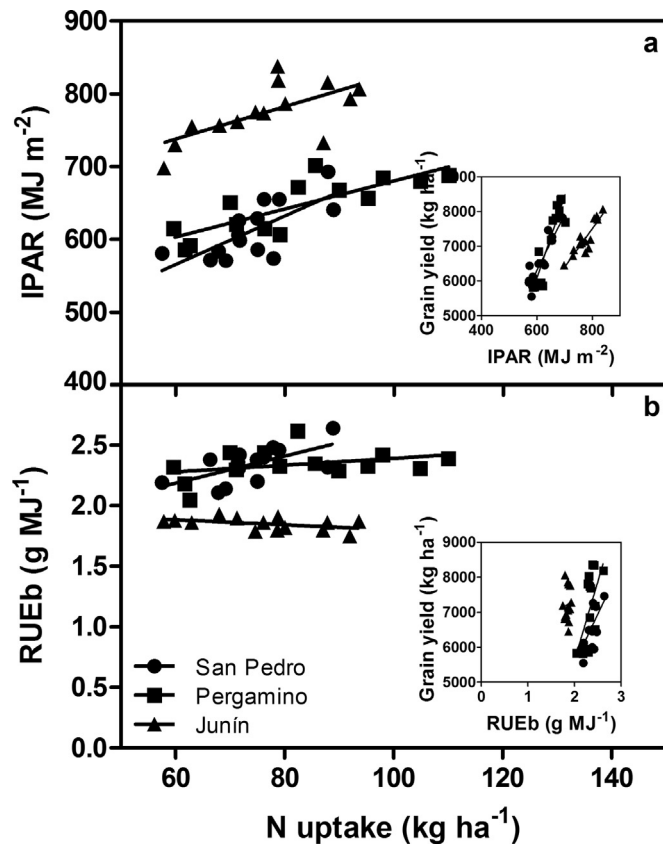 a
900
800
700
600
500
400
IPAR (MJ m⁻²)
Grain yield (kg ha⁻¹)
9000
8000
7000
6000
5000
400 600 800
IPAR (MJ m⁻²)
b
2.5
2.0
1.5
1.0
0.5
0.0
RUEb (g MJ⁻¹)
San Pedro
Pergamino
Junín
Grain yield (kg ha⁻¹)
9000
8000
7000
6000
5000
0 1 2 3
RUEb (g MJ⁻¹)
60 80 100 120 140
N uptake (kg ha⁻¹)